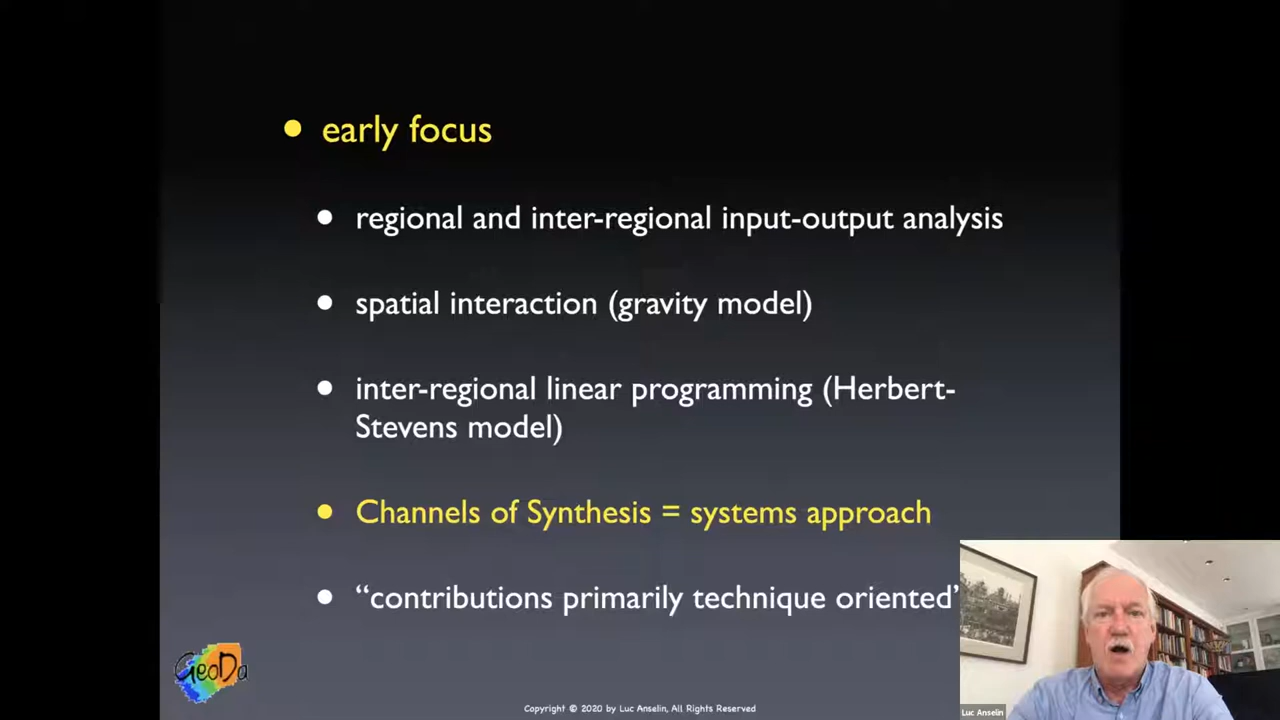 early focus
regional and inter-regional input-output analysis
spatial interaction (gravity model)
inter-regional linear programming (Herbert-
Stevens model)
Channels of Synthesis = systems approach
“contributions primarily technique oriented”
GeoDa
Copyright © 2020 by Luc Anselin, All Rights Reserved
Luc Anselin